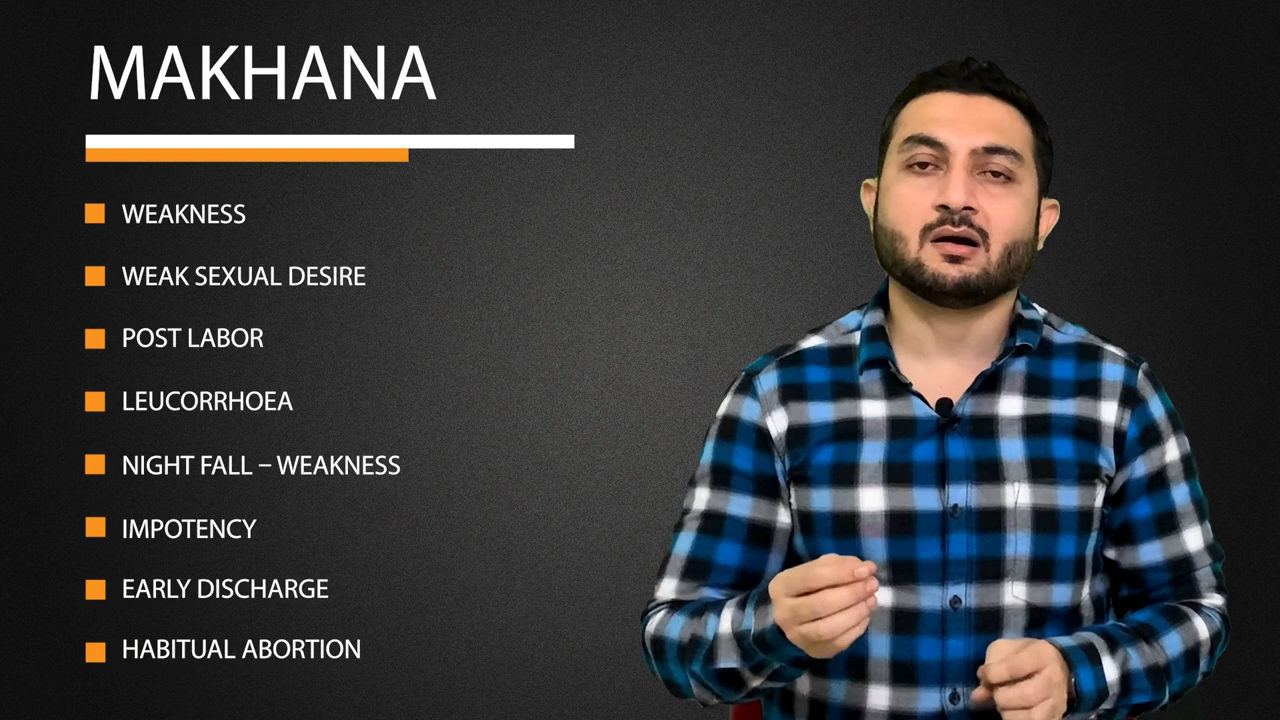 MAKHANA
WEAKNESS
WEAK SEXUAL DESIRE
POST LABOR
LEUCORRHOEA
NIGHT FALL – WEAKNESS
IMPOTENCY
EARLY DISCHARGE
HABITUAL ABORTION